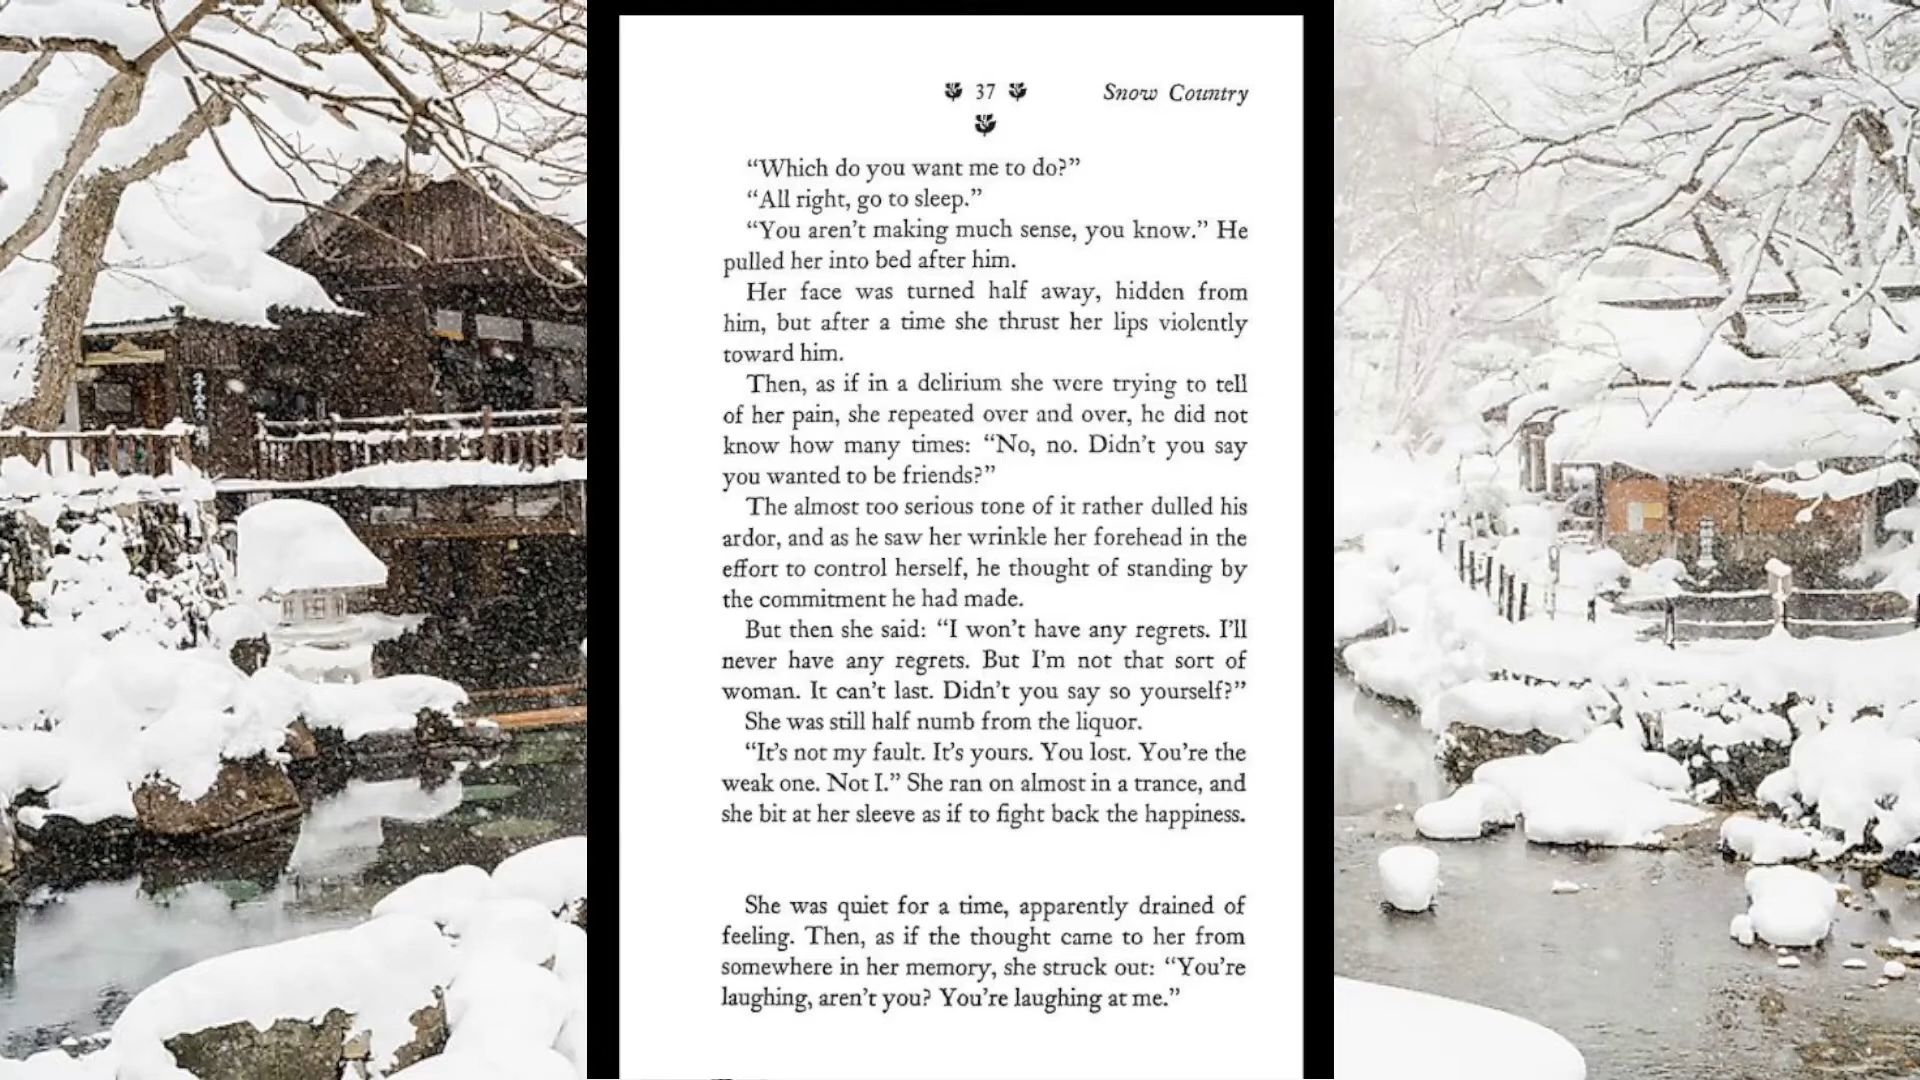 37 Snow Country
“Which do you want me to do?”
“All right, go to sleep.”
“You aren’t making much sense, you know.” He
pulled her into bed after him.
Her face was turned half away, hidden from
him, but after a time she thrust her lips violently
toward him.
Then, as if in a delirium she were trying to tell
of her pain, she repeated over and over, he did not
know how many times: “No, no. Didn’t you say
you wanted to be friends?”
The almost too serious tone of it rather dulled his
ardor, and as he saw her wrinkle her forehead in the
effort to control herself, he thought of standing by
the commitment he had made.
But then she said: “I won’t have any regrets. I’ll
never have any regrets. But I’m not that sort of
woman. It can’t last. Didn’t you say so yourself?”
She was still half numb from the liquor.
“It’s not my fault. It’s yours. You lost. You’re the
weak one. Not I.” She ran on almost in a trance, and
she bit at her sleeve as if to fight back the happiness.
She was quiet for a time, apparently drained of
feeling. Then, as if the thought came to her from
somewhere in her memory, she struck out: “You’re
laughing, aren’t you? You’re laughing at me.”